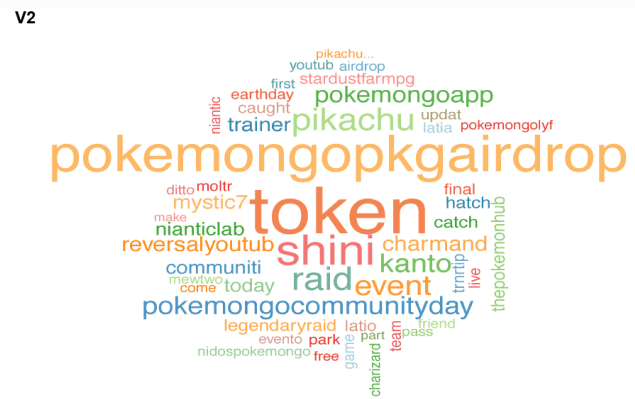 V2
pikachu...
youtub airdrop
first stardustfarmpg
earthday pokemongoapp
caught
niantic trainer pikachu updat
latia pokemongolyf
pokemongopkgairdrop
ditto moltr final
mystic7 token hatch
make
nianticlab catch
reversalyoutub shini charmand
thepokemonhub
communiti raid kanto trnrtip live
mewtwo
come today event
pokemongocommunityday
legendaryraid latio team friend
evento park part pass
nidospokemongo free game charizard